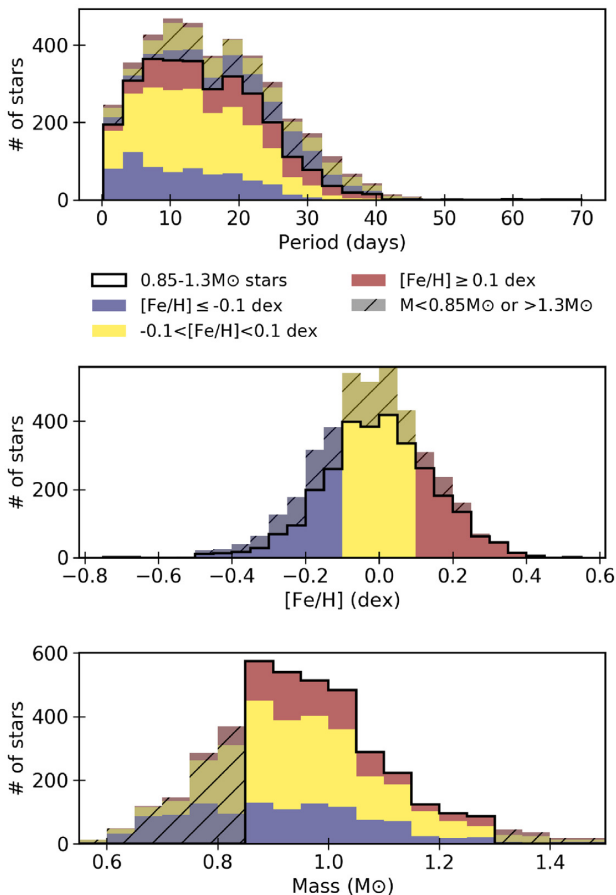 400
200
0
# of stars
0 10 20 30 40 50 60 70
Period (days)
0.85-1.3M⊙ stars
[Fe/H] ≤ -0.1 dex
-0.1<[Fe/H]<0.1 dex
[Fe/H] ≥ 0.1 dex
M<0.85M⊙ or >1.3M⊙
400
200
0
# of stars
−0.8 −0.6 −0.4 −0.2 0.0 0.2 0.4 0.6
[Fe/H] (dex)
600
400
200
0
# of stars
0.6 0.8 1.0 1.2 1.4
Mass (M⊙)